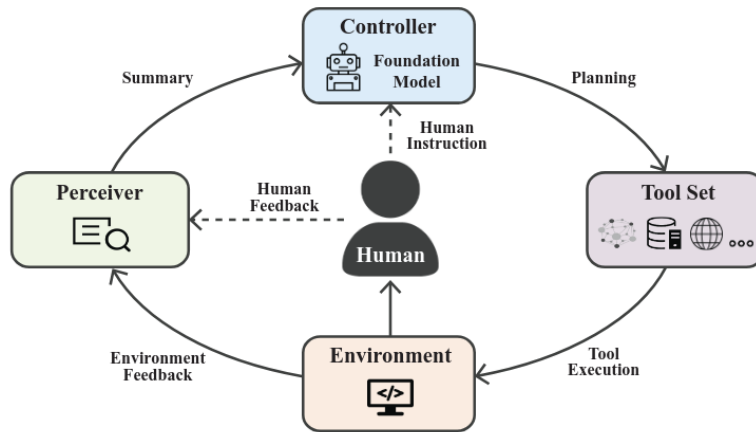 Controller
Foundation
Model
Summary
Planning
Human
Instruction
Perceiver
Human
Feedback
Tool Set
Human
Environment
Feedback
Environment
</>
Tool
Execution